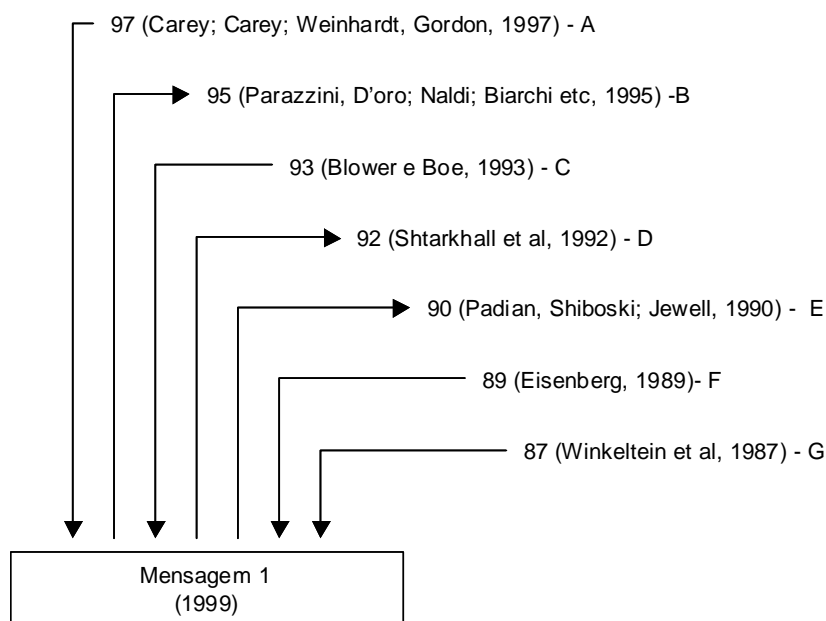 97 (Carey; Carey; Weinhardt, Gordon, 1997) - A
95 (Parazzini, D'oro; Naldi; Biarchi etc, 1995) -B
93 (Blower e Boe, 1993) - C
92 (Shtarkhall et al, 1992) - D
90 (Padian, Shiboski; Jewell, 1990) - E
89 (Eisenberg, 1989)- F
87 (Winkeltein et al, 1987) - G
Mensagem 1
(1999)